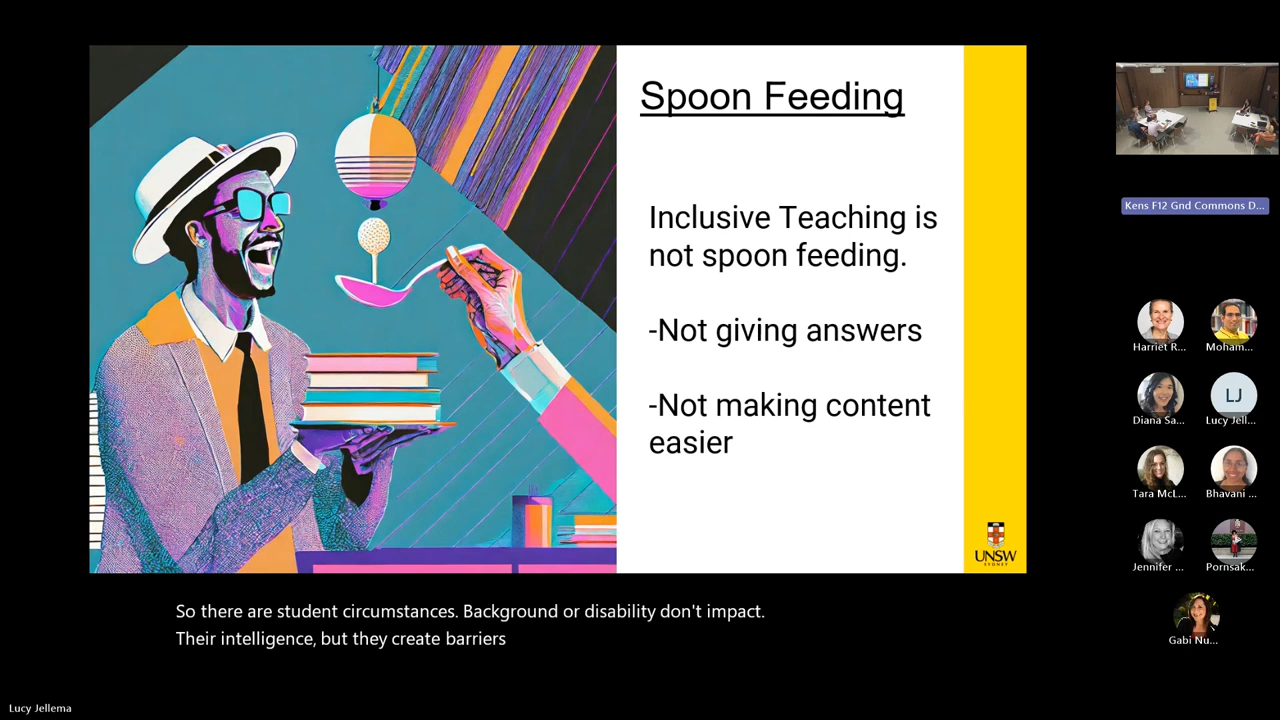 Spoon Feeding
Inclusive Teaching is
not spoon feeding.
-Not giving answers
-Not making content
easier
UNSW
SYDNEY
So there are student circumstances. Background or disability don't impact.
Their intelligence, but they create barriers
Lucy Jellema
Kens F12 Gnd Commons D...
Harriet R...
Moham...
Diana Sa...
LJ
Lucy Jell...
Tara McL...
Bhavani ...
Jennifer ...
Pornsak...
Gabi Nu...